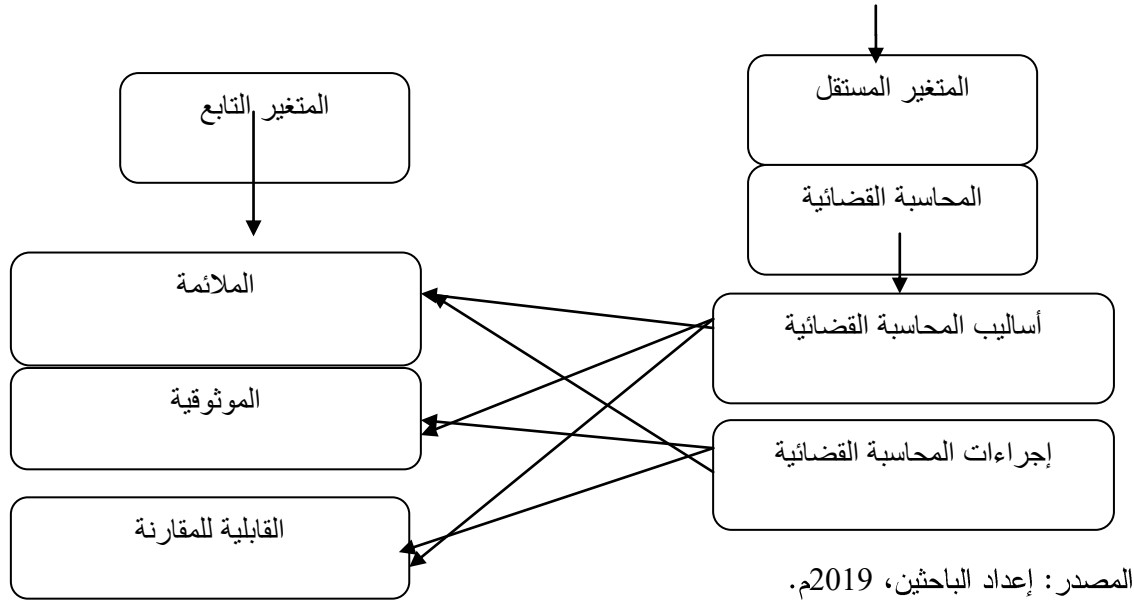 المتغير المستقل
المحاسبة القضائية
أساليب المحاسبة القضائية
إجراءات المحاسبة القضائية
المتغير التابع
الملائمة
الموثوقية
القابلية للمقارنة
المصدر: إعداد الباحثين، 2019م.